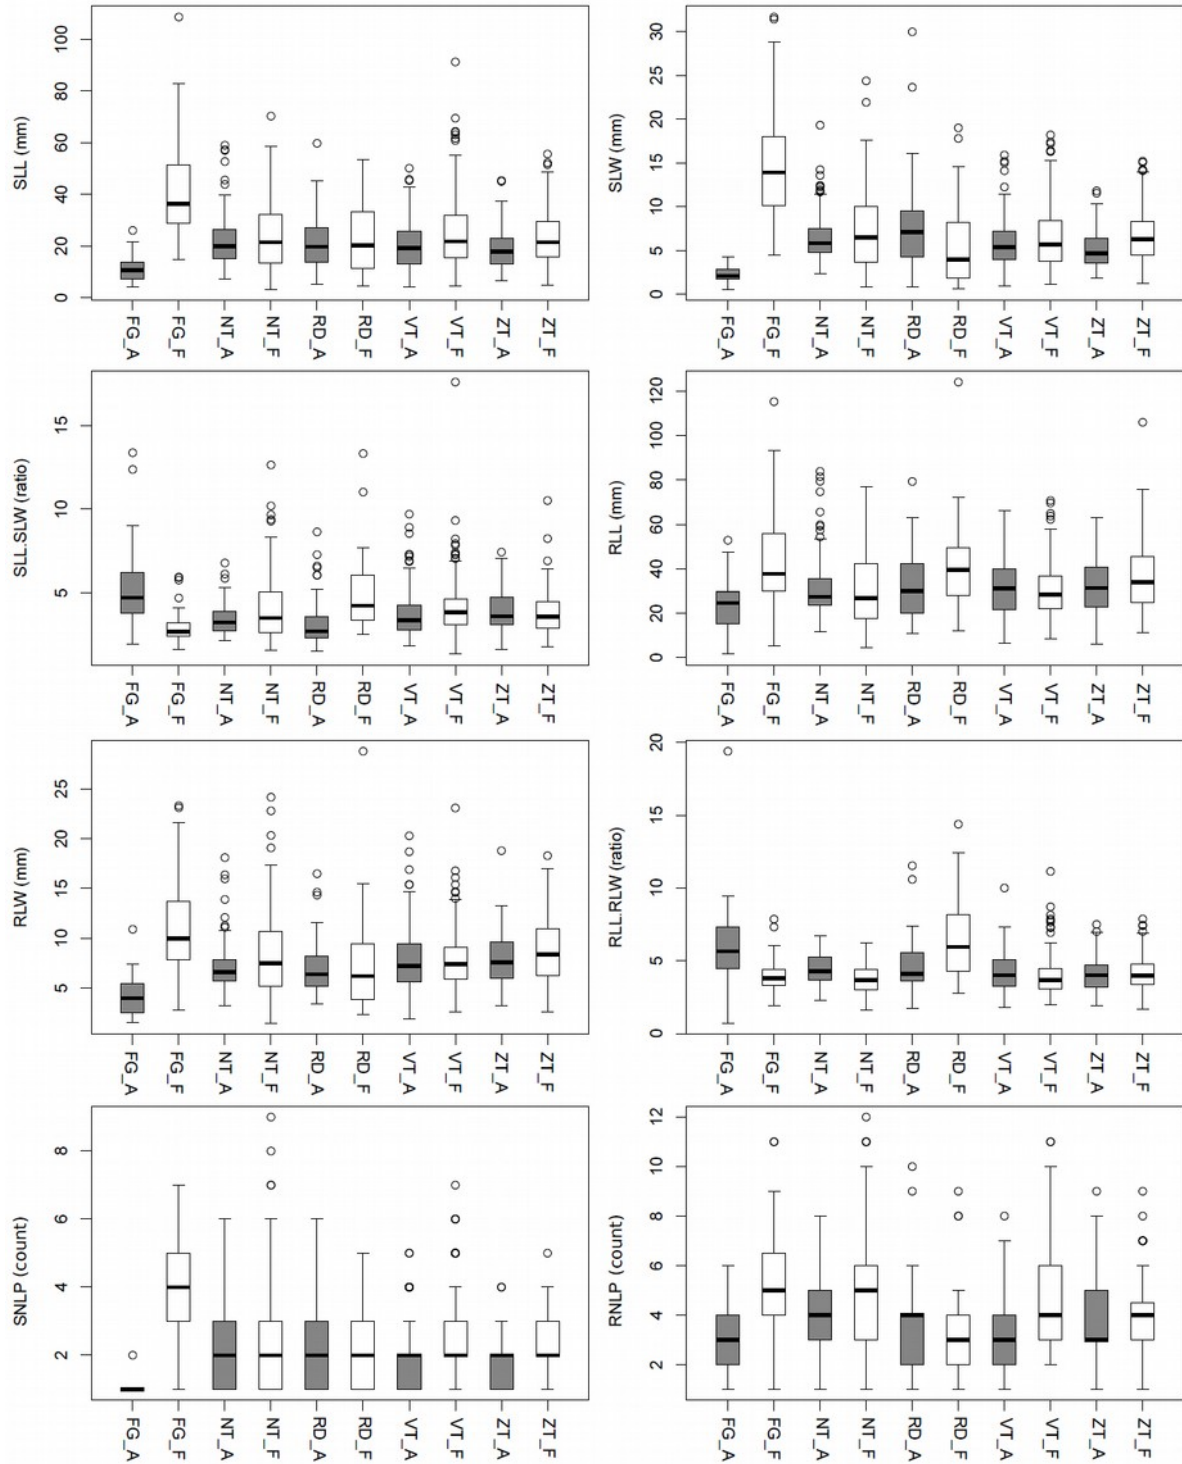 SLL (mm)
100
80
60
40
20
0
FG_A
FG_F
NT_A
NT_F
RD_A
RD_F
VT_A
VT_F
ZT_A
ZT_F
SLW (mm)
30
25
20
15
10
5
0
FG_A
FG_F
NT_A
NT_F
RD_A
RD_F
VT_A
VT_F
ZT_A
ZT_F
SLL.SLW (ratio)
15
10
5
FG_A
FG_F
NT_A
NT_F
RD_A
RD_F
VT_A
VT_F
ZT_A
ZT_F
RLL (mm)
120
100
80
60
40
20
0
FG_A
FG_F
NT_A
NT_F
RD_A
RD_F
VT_A
VT_F
ZT_A
ZT_F
RLW (mm)
25
20
15
10
5
FG_A
FG_F
NT_A
NT_F
RD_A
RD_F
VT_A
VT_F
ZT_A
ZT_F
RLL.RLW (ratio)
20
15
10
5
0
FG_A
FG_F
NT_A
NT_F
RD_A
RD_F
VT_A
VT_F
ZT_A
ZT_F
SNLP (count)
8
6
4
2
FG_A
FG_F
NT_A
NT_F
RD_A
RD_F
VT_A
VT_F
ZT_A
ZT_F
RNLP (count)
12
10
8
6
4
2
FG_A
FG_F
NT_A
NT_F
RD_A
RD_F
VT_A
VT_F
ZT_A
ZT_F